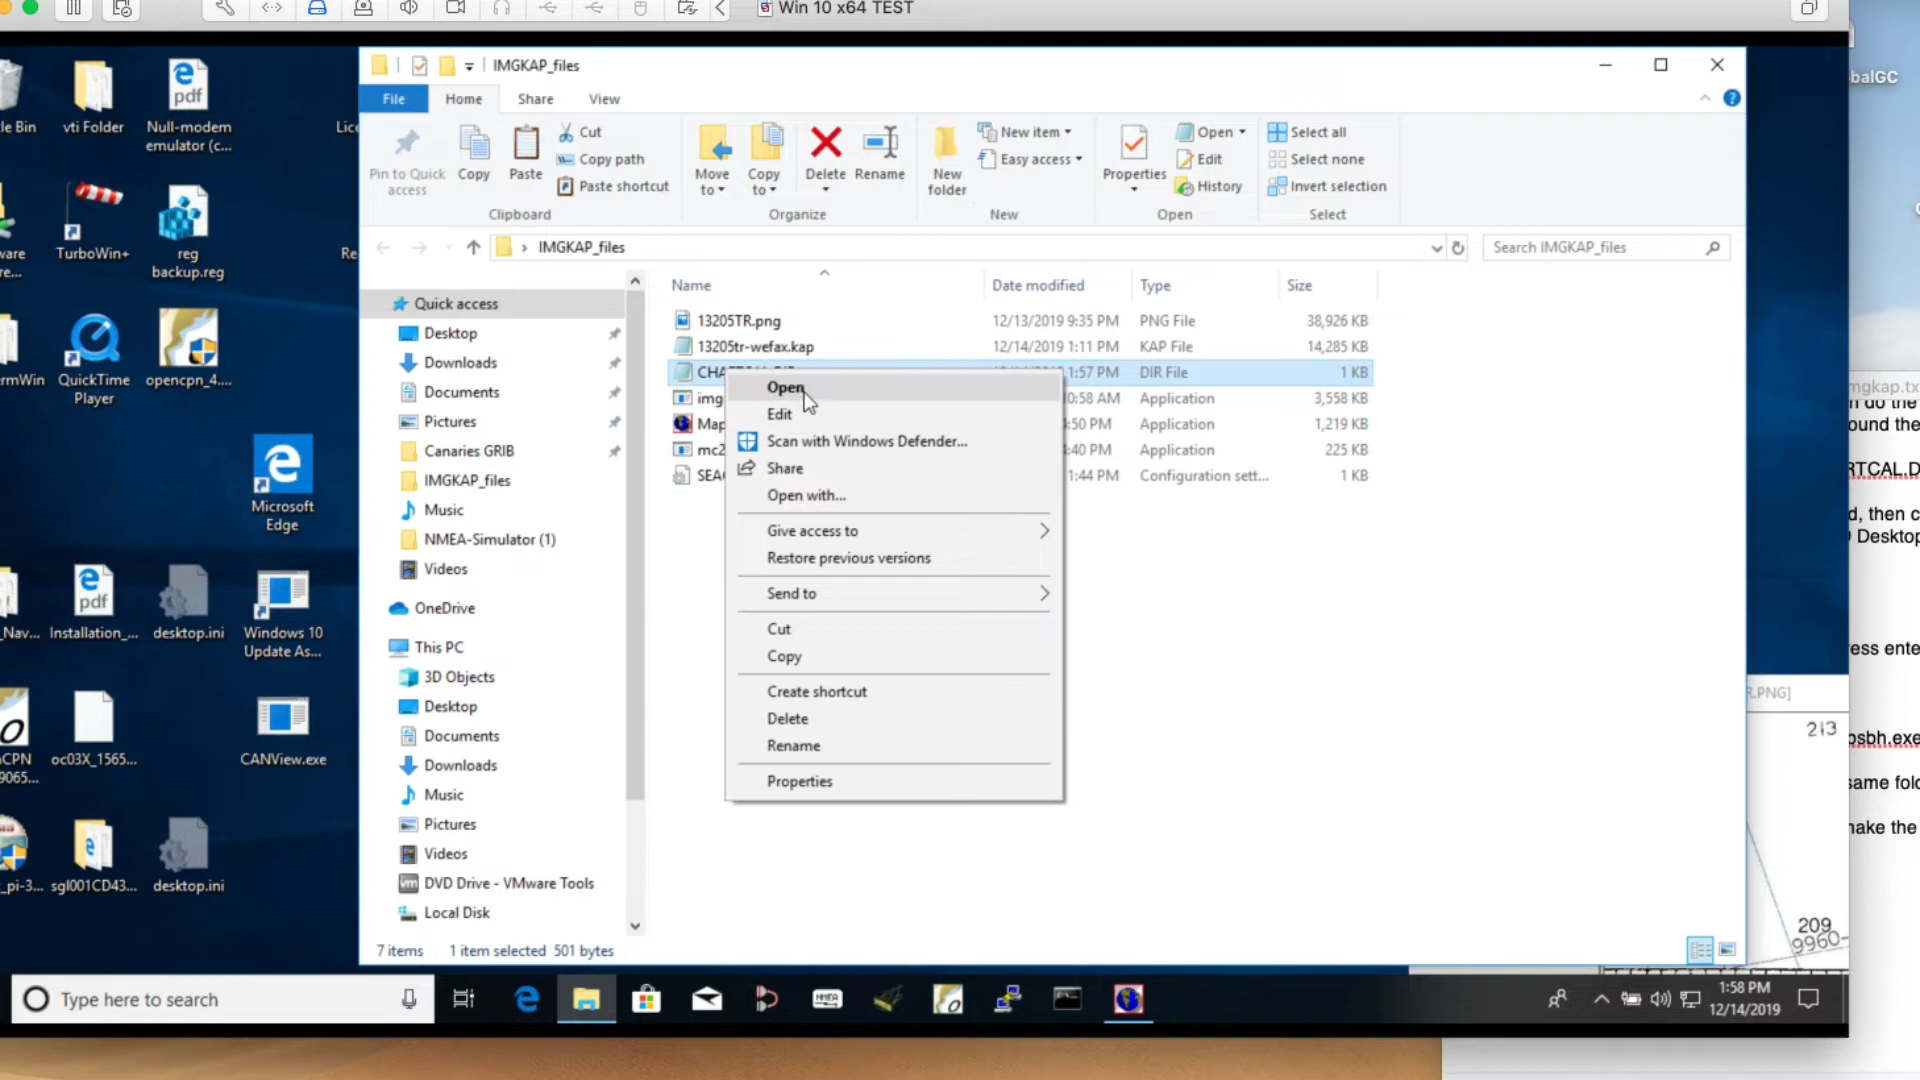 Win 10 x64 TEST
IMGKAP_files
File
Home
Share
View
Pin to Quick access
Copy
Paste
Cut
Copy path
Paste shortcut
Move to
Copy to
Delete
Rename
New folder
New item
Easy access
Properties
Open
Edit
History
Select all
Select none
Invert selection
Clipboard
Organize
New
Open
Select
IMGKAP_files
Search IMGKAP_files
Name
Date modified
Type
Size
13205TR.png
12/13/2019 9:35 PM
PNG File
38,926 KB
13205tr-wefax.kap
12/14/2019 1:11 PM
KAP File
14,285 KB
1:57 PM
DIR File
1 KB
img
0:58 AM
Application
3,558 KB
Map
:50 PM
Application
1,219 KB
mc2
:40 PM
Application
225 KB
SEA
1:44 PM
Configuration sett...
1 KB
Open
Edit
Scan with Windows Defender...
Share
Open with...
Give access to
Restore previous versions
Send to
Cut
Copy
Create shortcut
Delete
Rename
Properties
Quick access
Desktop
Downloads
Documents
Pictures
Canaries GRIB
IMGKAP_files
Music
NMEA-Simulator (1)
Videos
OneDrive
This PC
3D Objects
Desktop
Documents
Downloads
Music
Pictures
Videos
DVD Drive - VMware Tools
Local Disk
7 items
1 item selected 501 bytes
le Bin
vti Folder
Null-modem
emulator (c...
Lice
ware
re...
TurboWin+
reg
backup.reg
Re
rmWin
QuickTime
Player
opencpn_4....
Microsoft
Edge
_Nav...
Installation_...
desktop.ini
Windows 10
Update As...
CPN
9065...
oc03X_1565...
CANView.exe
_pi-3...
sgl001CD43...
desktop.ini
Type here to search
1:58 PM
12/14/2019
balGC
mgkap.tx
n do the
ound the
RTCAL.D
d, then c
Desktop
ess ente
R.PNG]
213
osbh.exe
same fold
make the
209
9960